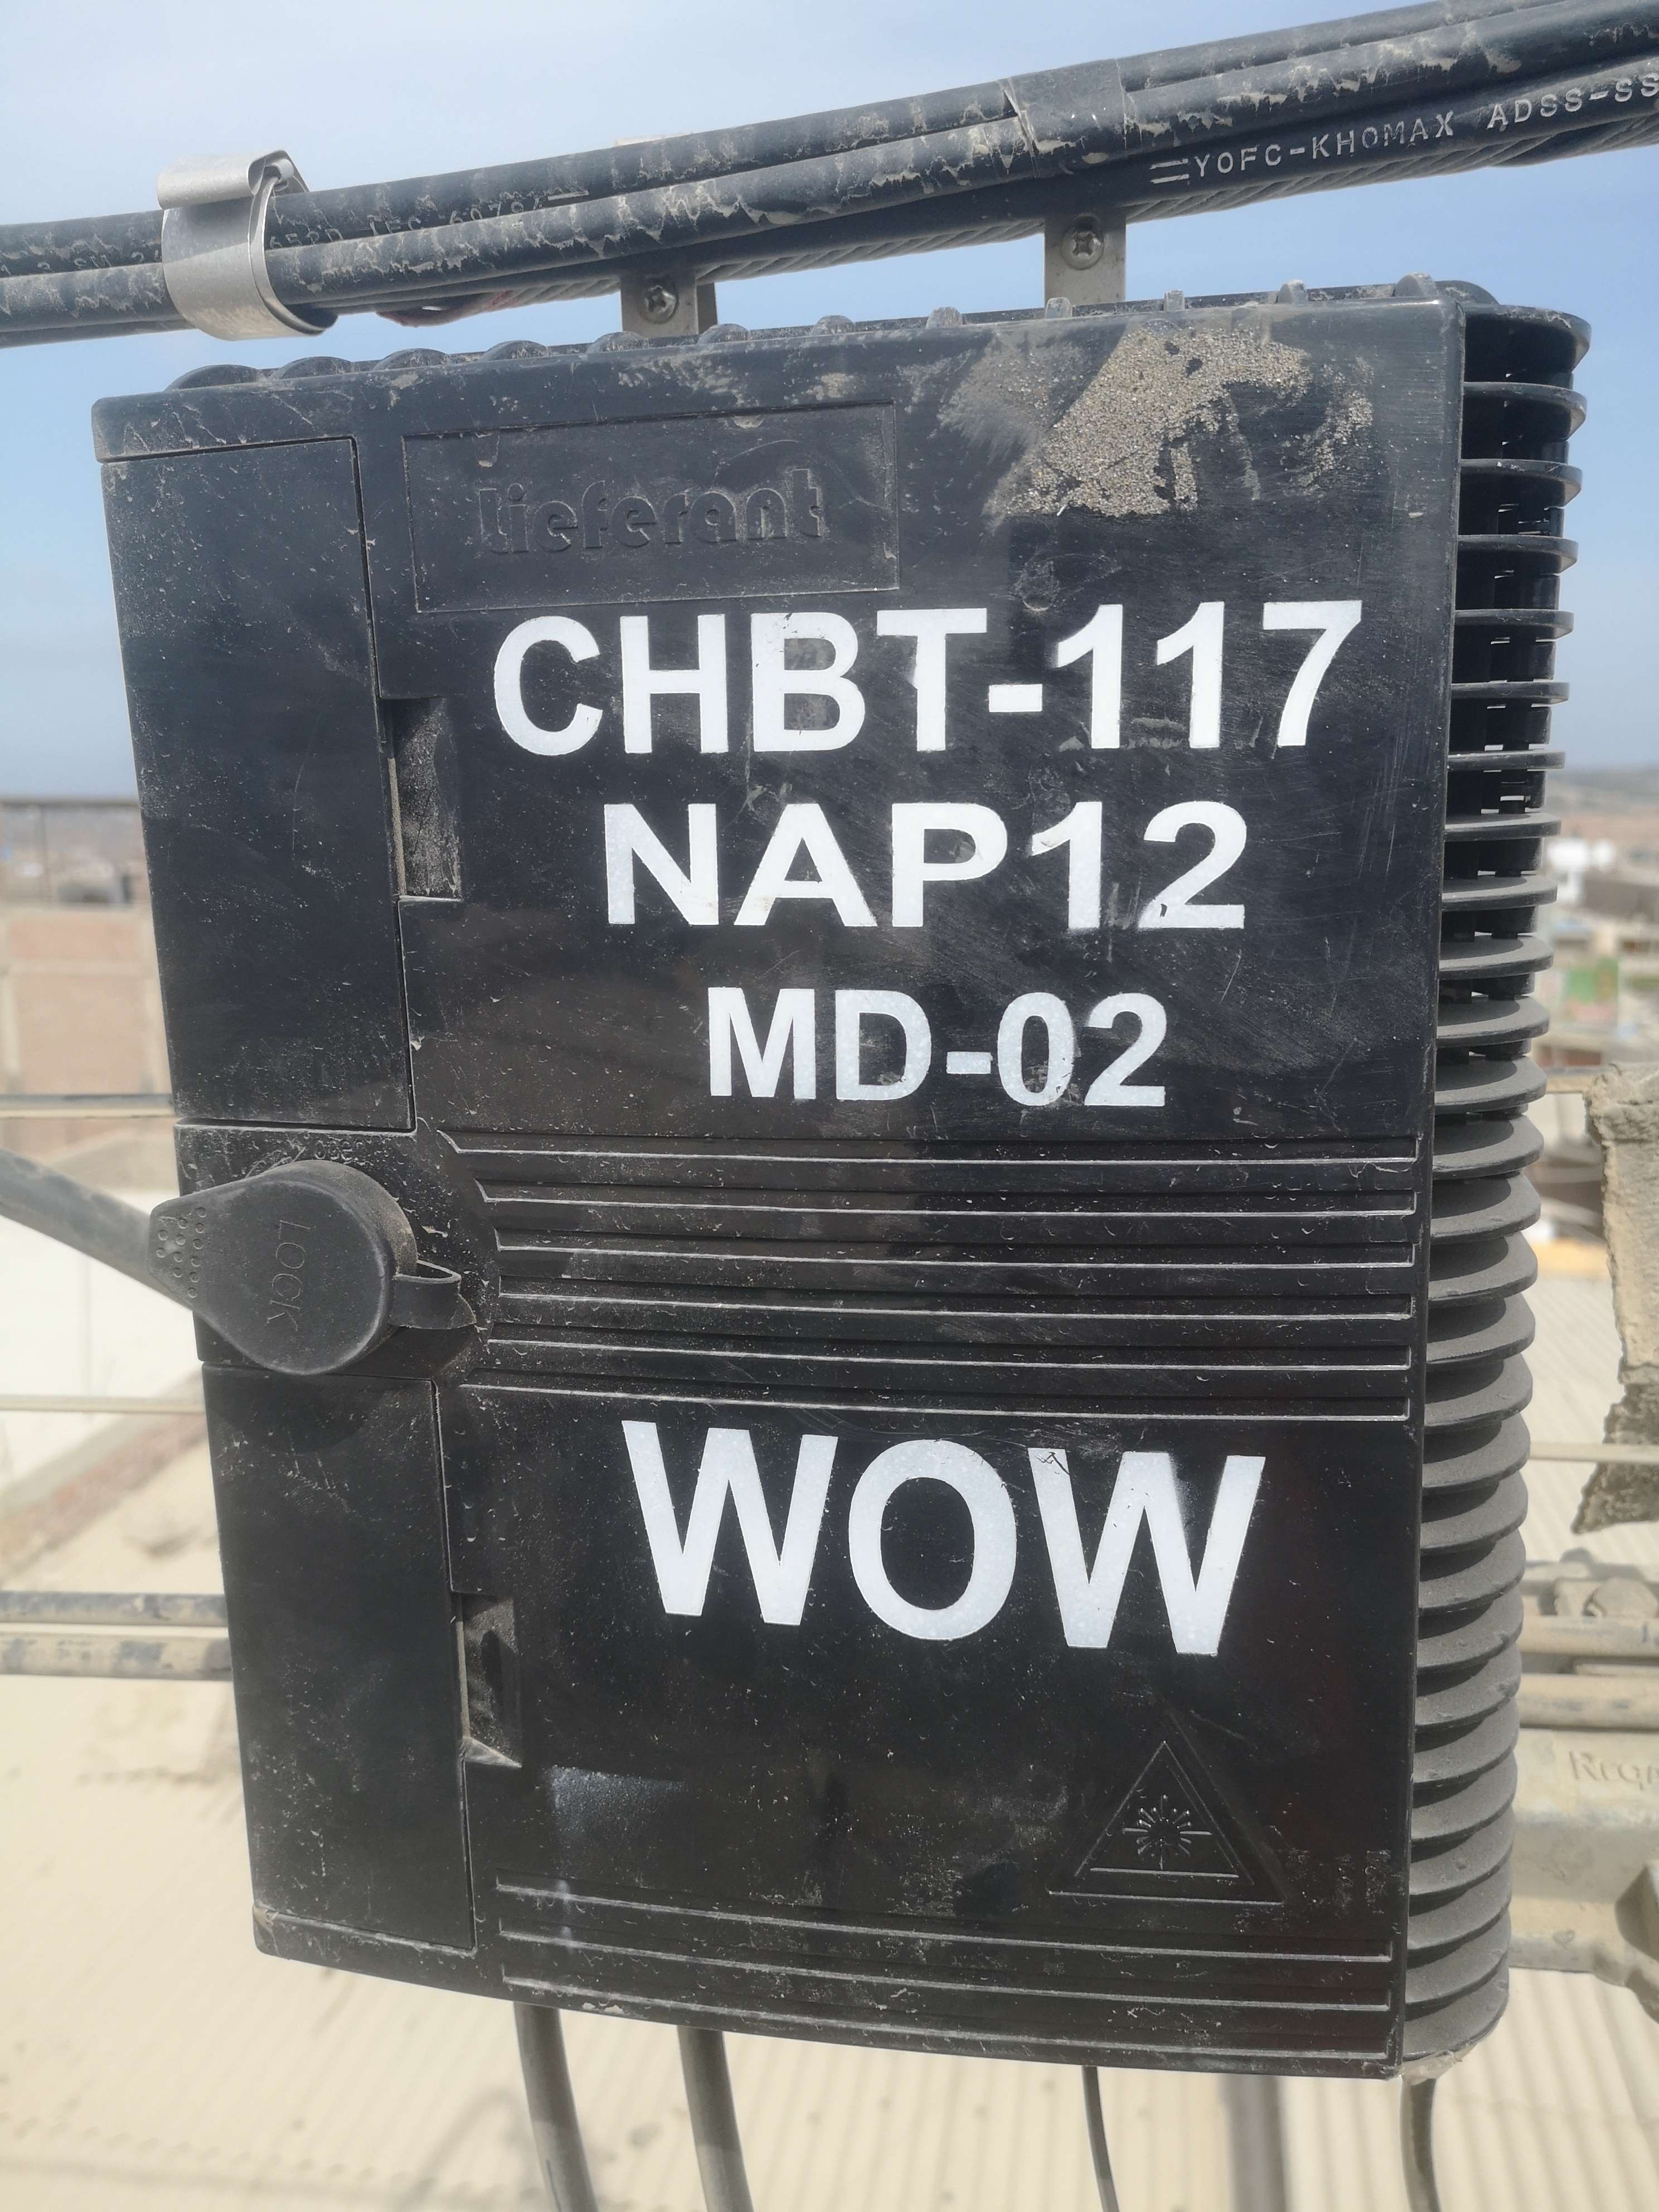 =YOFC-KHOMAX ADSS-SS
lieferant
CHBT-117
NAP12
MD-02
LOCK
WOW